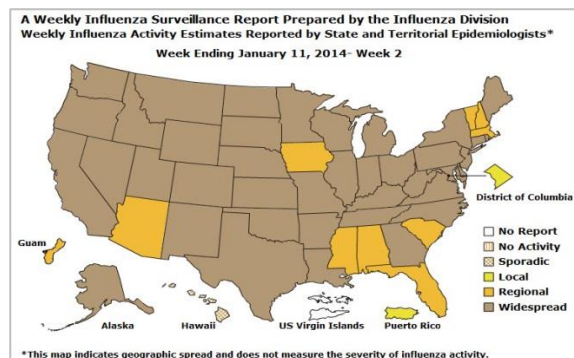 A Weekly Influenza Surveillance Report Prepared by the Influenza Division
Weekly Influenza Activity Estimates Reported by State and Territorial Epidemiologists*
Week Ending January 11, 2014- Week 2
District of Columbia
Guam
No Report
No Activity
Sporadic
Local
Regional
Widespread
Alaska
Hawaii
US Virgin Islands
Puerto Rico
*This map indicates geographic spread and does not measure the severity of influenza activity.